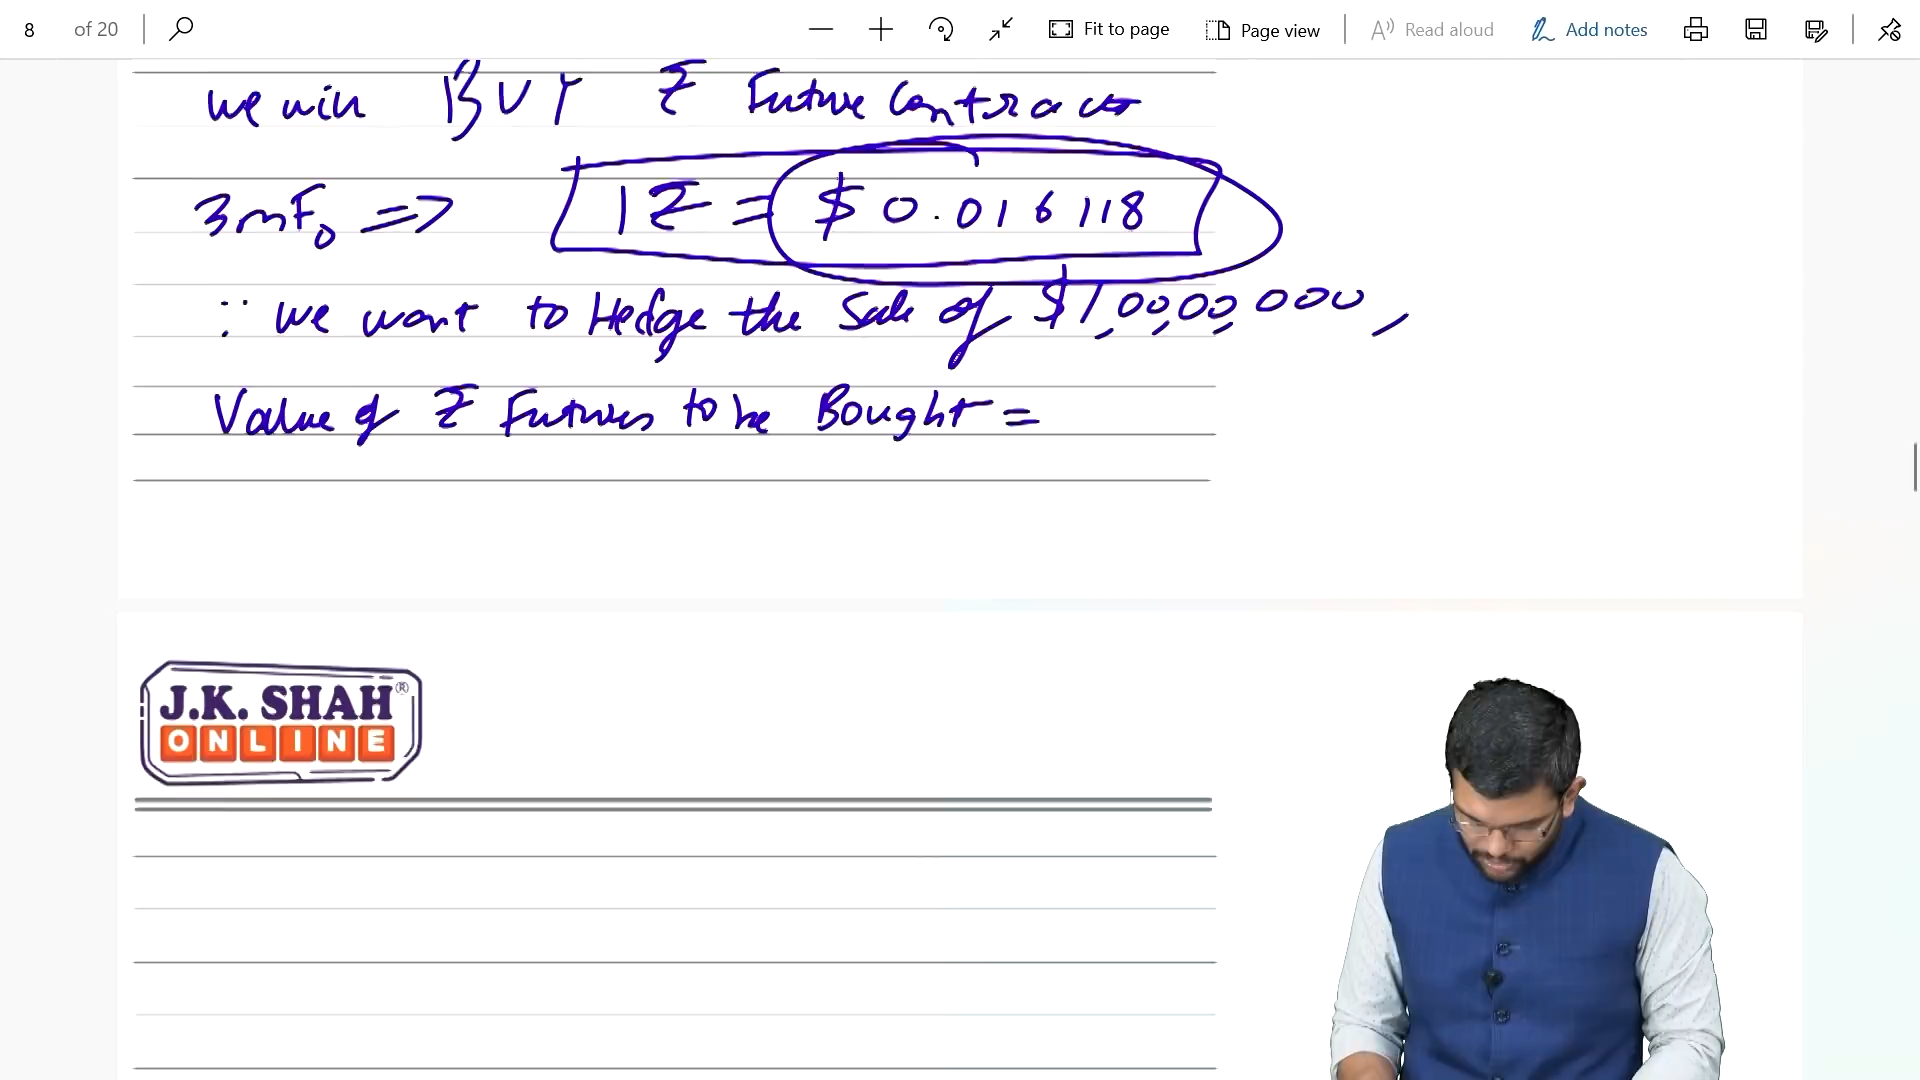 8 of 20 Fit to page Page view Read aloud Add notes
we will BUY ₹ Future Contracts
3mF₀ => 1₹ = $ 0.016118
∵ we want to Hedge the Sale of $1,00,00,000,
Value of ₹ Futures to be Bought =
J.K. SHAH®
ONLINE